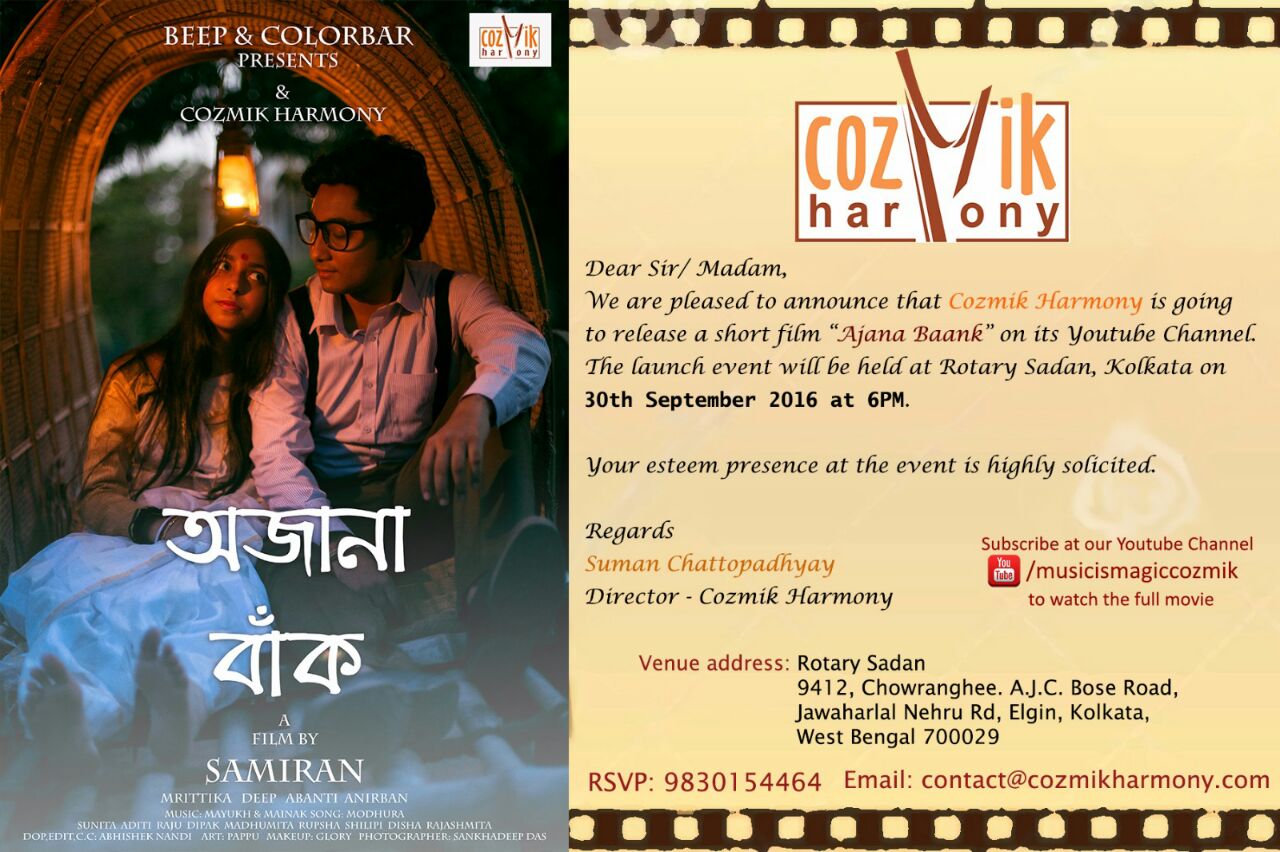 BEEP & COLORBAR
PRESENTS
&
COZMIK HARMONY
cozMik
harmony
অজানা
বাঁক
A
FILM BY
SAMIRAN
MRITTIKA DEEP ABANTI ANIRBAN
MUSIC: MAYUKH & MAINAK SONG: MODHURA
SUNITA ADITI RAJU DIPAK MADHUMITA RUPSHA SHILIPI DISHA RAJASHMITA
DOP,EDIT,C.C: ABHISHEK NANDI ART: PAPPU MAKEUP: GLORY PHOTOGRAPHER: SANKHADEEP DAS
cozMik
harmony
Dear Sir/ Madam,
We are pleased to announce that Cozmik Harmony is going
to release a short film “Ajana Baank” on its Youtube Channel.
The launch event will be held at Rotary Sadan, Kolkata on
30th September 2016 at 6PM.
Your esteem presence at the event is highly solicited.
Regards
Suman Chattopadhyay
Director - Cozmik Harmony
Subscribe at our Youtube Channel
You Tube /musicismagiccozmik
to watch the full movie
Venue address: Rotary Sadan
9412, Chowranghee. A.J.C. Bose Road,
Jawaharlal Nehru Rd, Elgin, Kolkata,
West Bengal 700029
RSVP: 9830154464 Email: contact@cozmikharmony.com